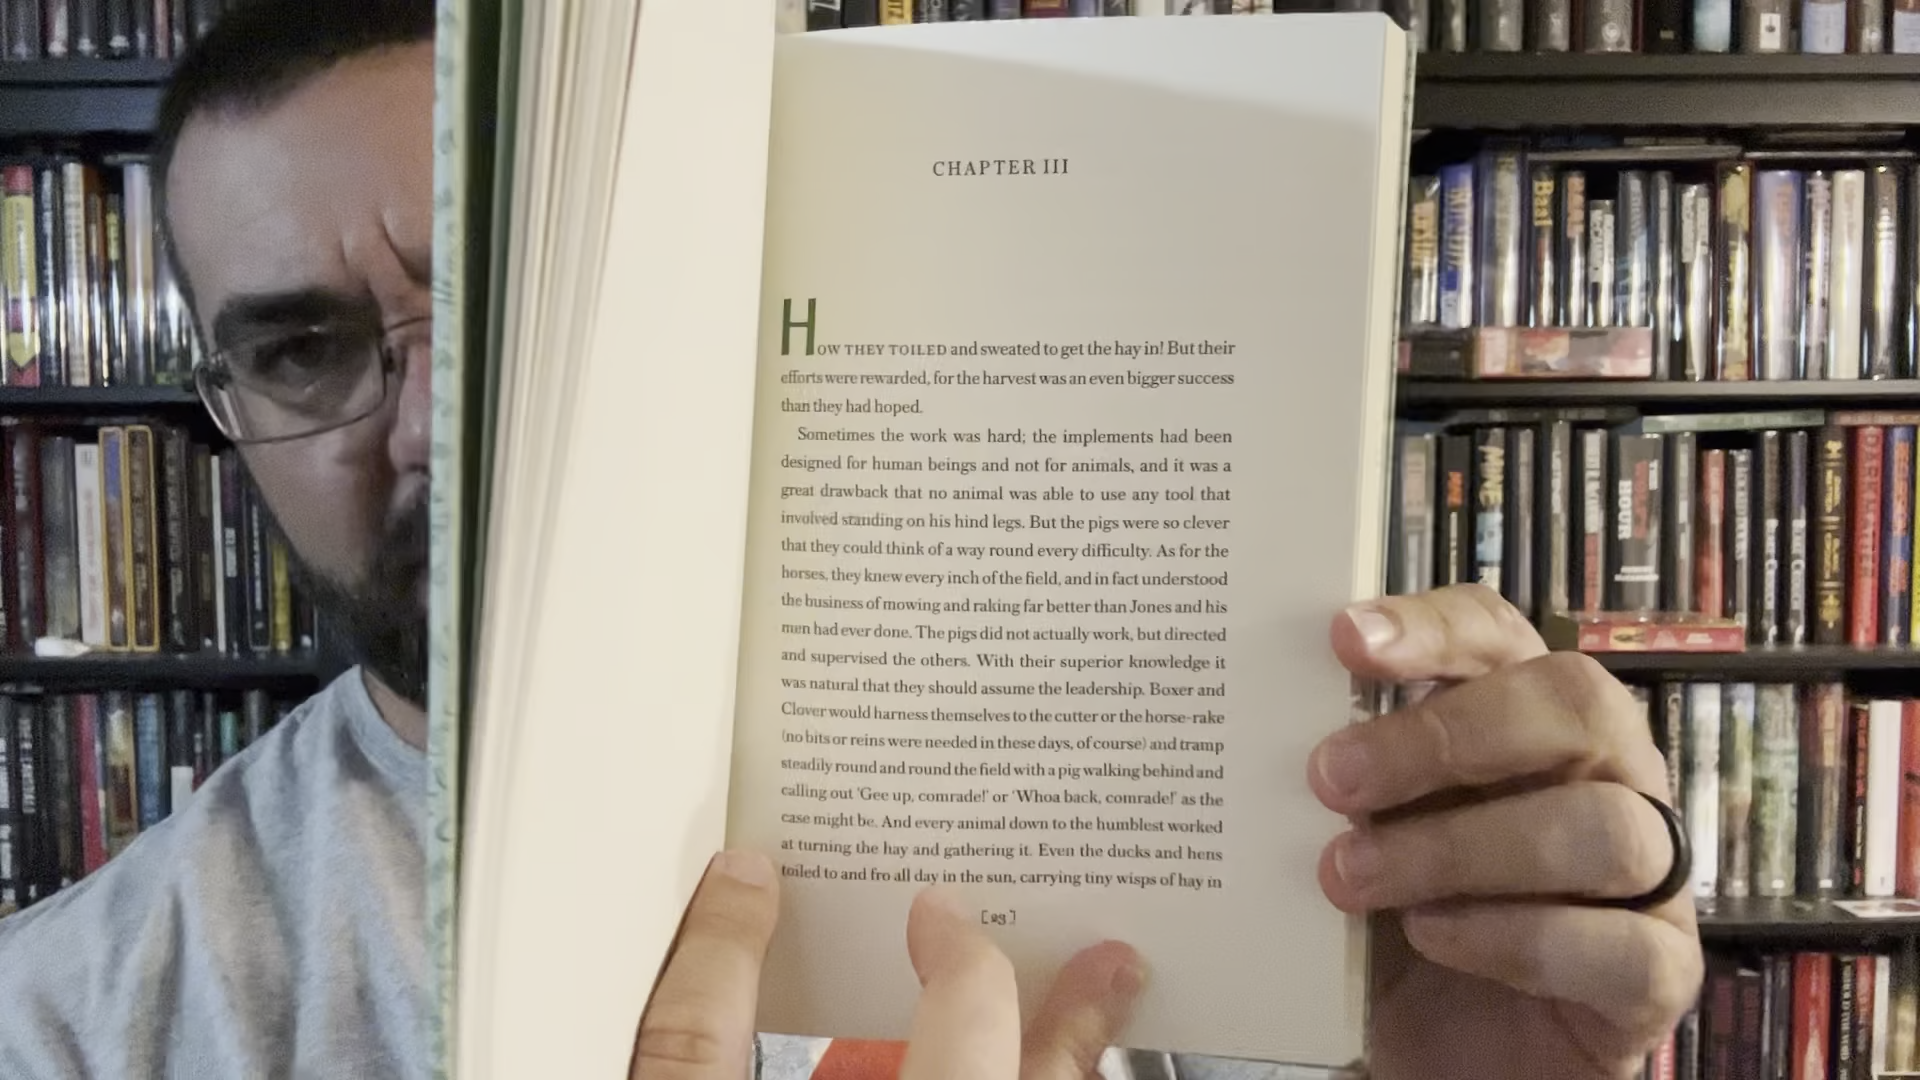 CHAPTER III
HOW THEY TOILED and sweated to get the hay in! But their
efforts were rewarded, for the harvest was an even bigger success
than they had hoped.
Sometimes the work was hard; the implements had been
designed for human beings and not for animals, and it was a
great drawback that no animal was able to use any tool that
involved standing on his hind legs. But the pigs were so clever
that they could think of a way round every difficulty. As for the
horses, they knew every inch of the field, and in fact understood
the business of mowing and raking far better than Jones and his
men had ever done. The pigs did not actually work, but directed
and supervised the others. With their superior knowledge it
was natural that they should assume the leadership. Boxer and
Clover would harness themselves to the cutter or the horse-rake
(no bits or reins were needed in these days, of course) and tramp
steadily round and round the field with a pig walking behind and
calling out 'Gee up, comrade!' or 'Whoa back, comrade!' as the
case might be. And every animal down to the humblest worked
at turning the hay and gathering it. Even the ducks and hens
toiled to and fro all day in the sun, carrying tiny wisps of hay in